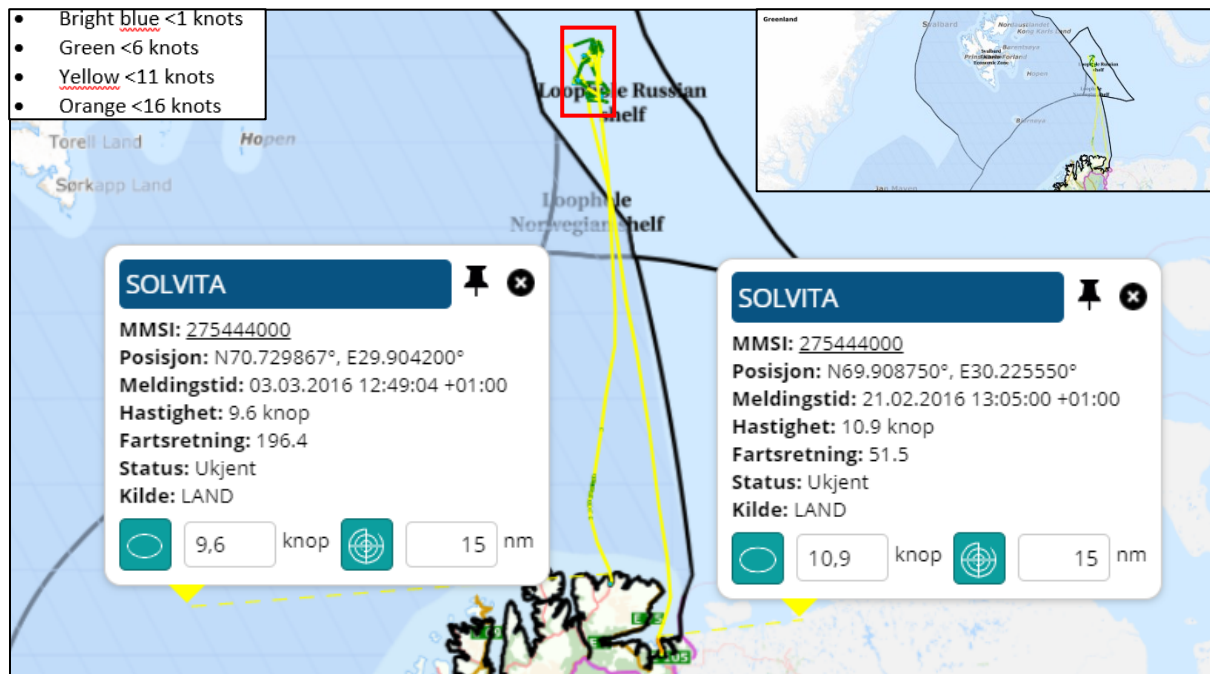 Bright blue <1 knots
Green <6 knots
Yellow <11 knots
Orange <16 knots
Greenland
Svalbard
Bjørnøya
Jan Mayen
Torell Land
Hopen
Sørkapp Land
Loophole Russian
shelf
Loophole
Norwegian shelf
SOLVITA
MMSI: 275444000
Posisjon: N70.729867°, E29.904200°
Meldingstid: 03.03.2016 12:49:04 +01:00
Hastighet: 9.6 knop
Fartsretning: 196.4
Status: Ukjent
Kilde: LAND
9,6 knop 15 nm
SOLVITA
MMSI: 275444000
Posisjon: N69.908750°, E30.225550°
Meldingstid: 21.02.2016 13:05:00 +01:00
Hastighet: 10.9 knop
Fartsretning: 51.5
Status: Ukjent
Kilde: LAND
10,9 knop 15 nm